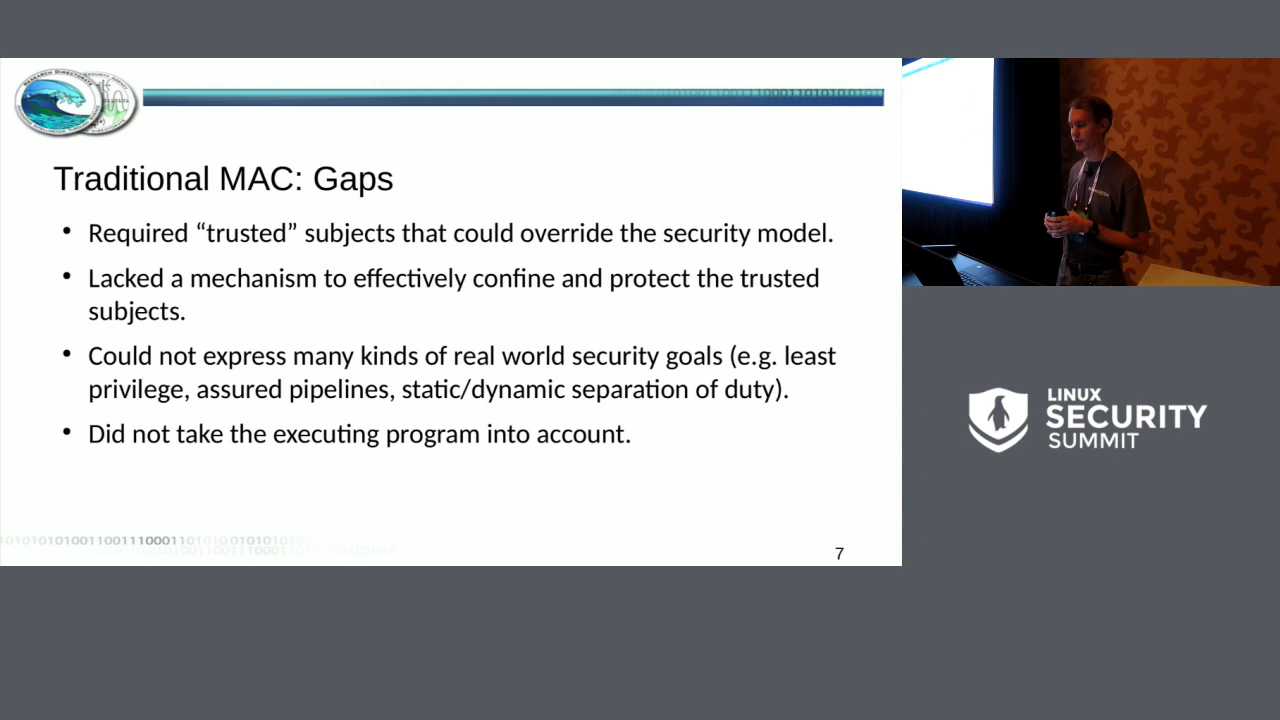 Traditional MAC: Gaps
• Required “trusted” subjects that could override the security model.
• Lacked a mechanism to effectively confine and protect the trusted
subjects.
• Could not express many kinds of real world security goals (e.g. least
privilege, assured pipelines, static/dynamic separation of duty).
• Did not take the executing program into account.
7
LINUX
SECURITY
SUMMIT